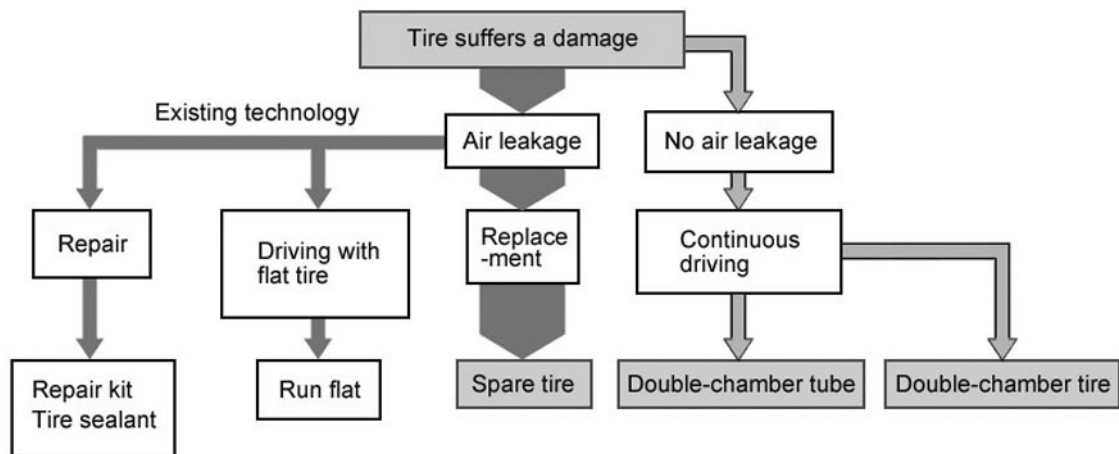 Tire suffers a damage
Existing technology
Air leakage
No air leakage
Repair
Driving with
flat tire
Replace
-ment
Continuous
driving
Repair kit
Tire sealant
Run flat
Spare tire
Double-chamber tube
Double-chamber tire